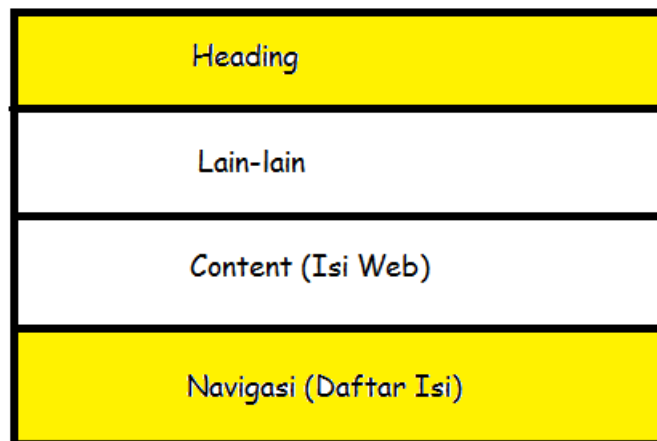 Heading
Lain-lain
Content (Isi Web)
Navigasi (Daftar Isi)